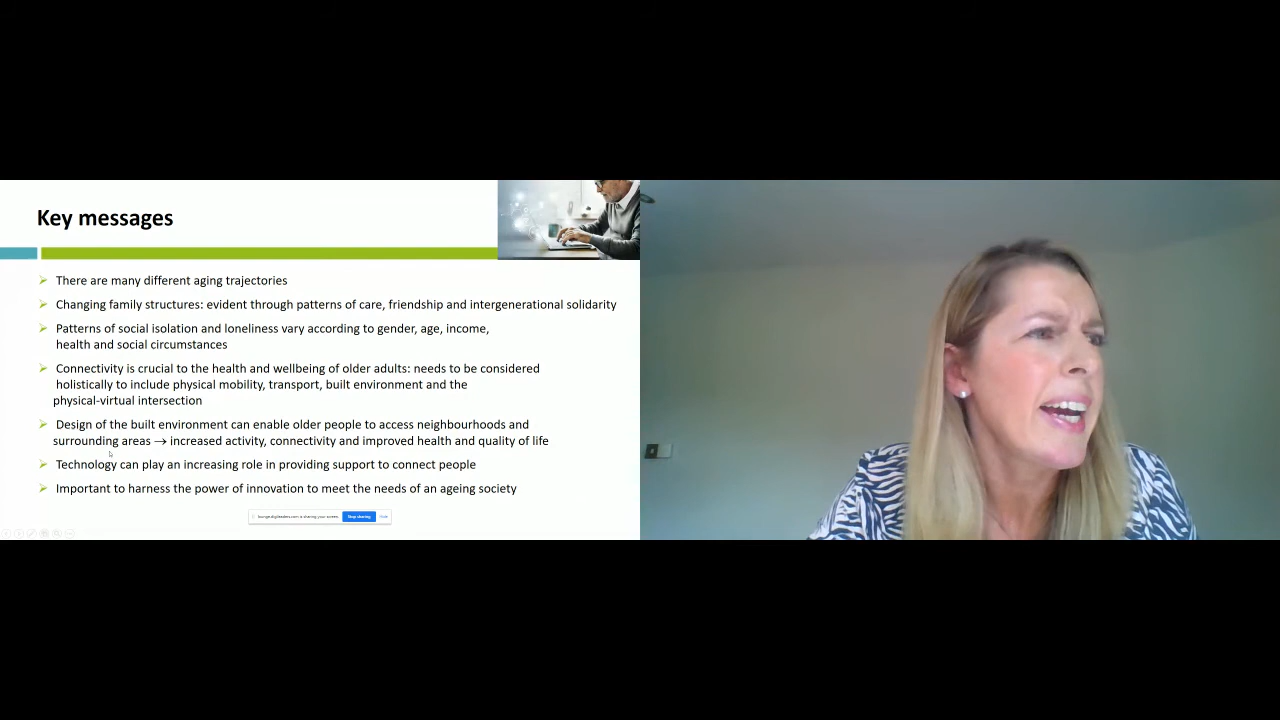 Key messages
There are many different aging trajectories
Changing family structures: evident through patterns of care, friendship and intergenerational solidarity
Patterns of social isolation and loneliness vary according to gender, age, income,
health and social circumstances
Connectivity is crucial to the health and wellbeing of older adults: needs to be considered
holistically to include physical mobility, transport, built environment and the
physical-virtual intersection
Design of the built environment can enable older people to access neighbourhoods and
surrounding areas → increased activity, connectivity and improved health and quality of life
Technology can play an increasing role in providing support to connect people
Important to harness the power of innovation to meet the needs of an ageing society
is sharing your screen. Stop sharing Hide